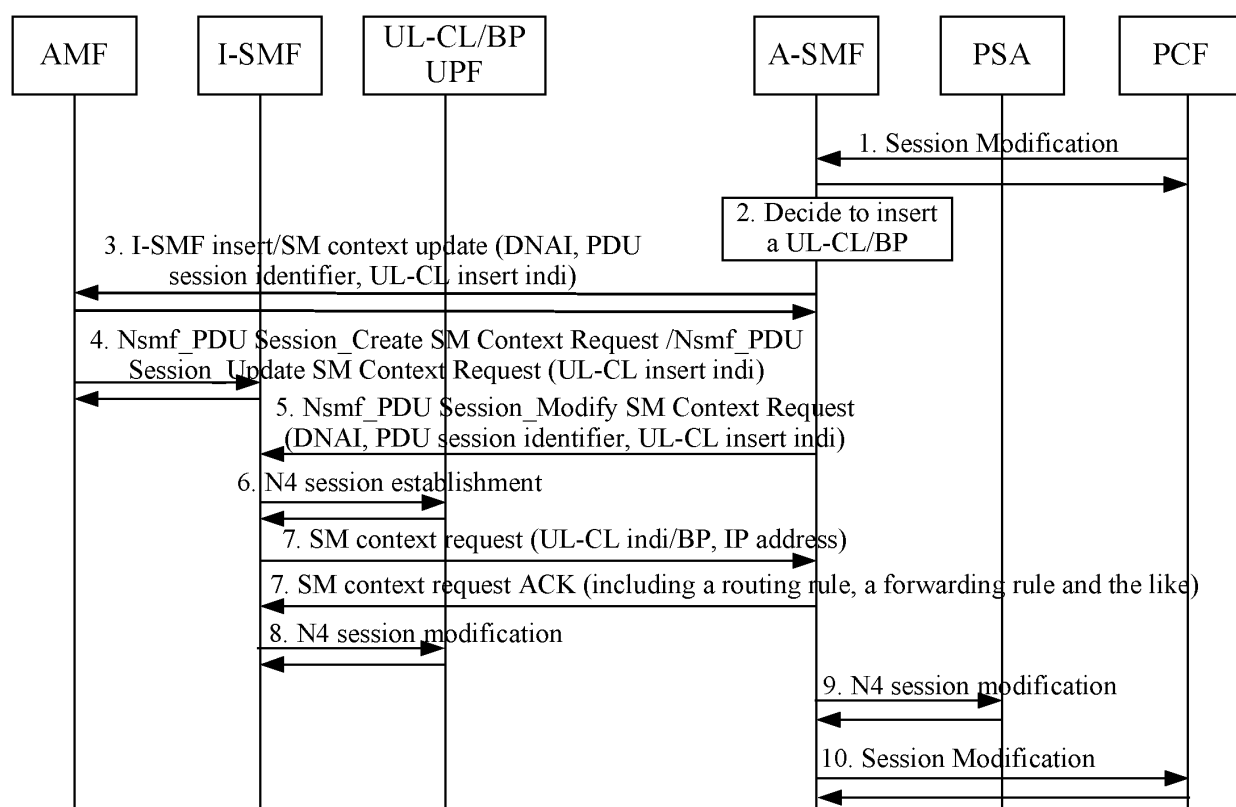 AMF
I-SMF
UL-CL/BP
UPF
A-SMF
PSA
PCF
1. Session Modification
2. Decide to insert
a UL-CL/BP
3. I-SMF insert/SM context update (DNAI, PDU
session identifier, UL-CL insert indi)
4. Nsmf_PDU Session_Create SM Context Request /Nsmf_PDU
Session_Update SM Context Request (UL-CL insert indi)
5. Nsmf_PDU Session_Modify SM Context Request
(DNAI, PDU session identifier, UL-CL insert indi)
6. N4 session establishment
7. SM context request (UL-CL indi/BP, IP address)
7. SM context request ACK (including a routing rule, a forwarding rule and the like)
8. N4 session modification
9. N4 session modification
10. Session Modification